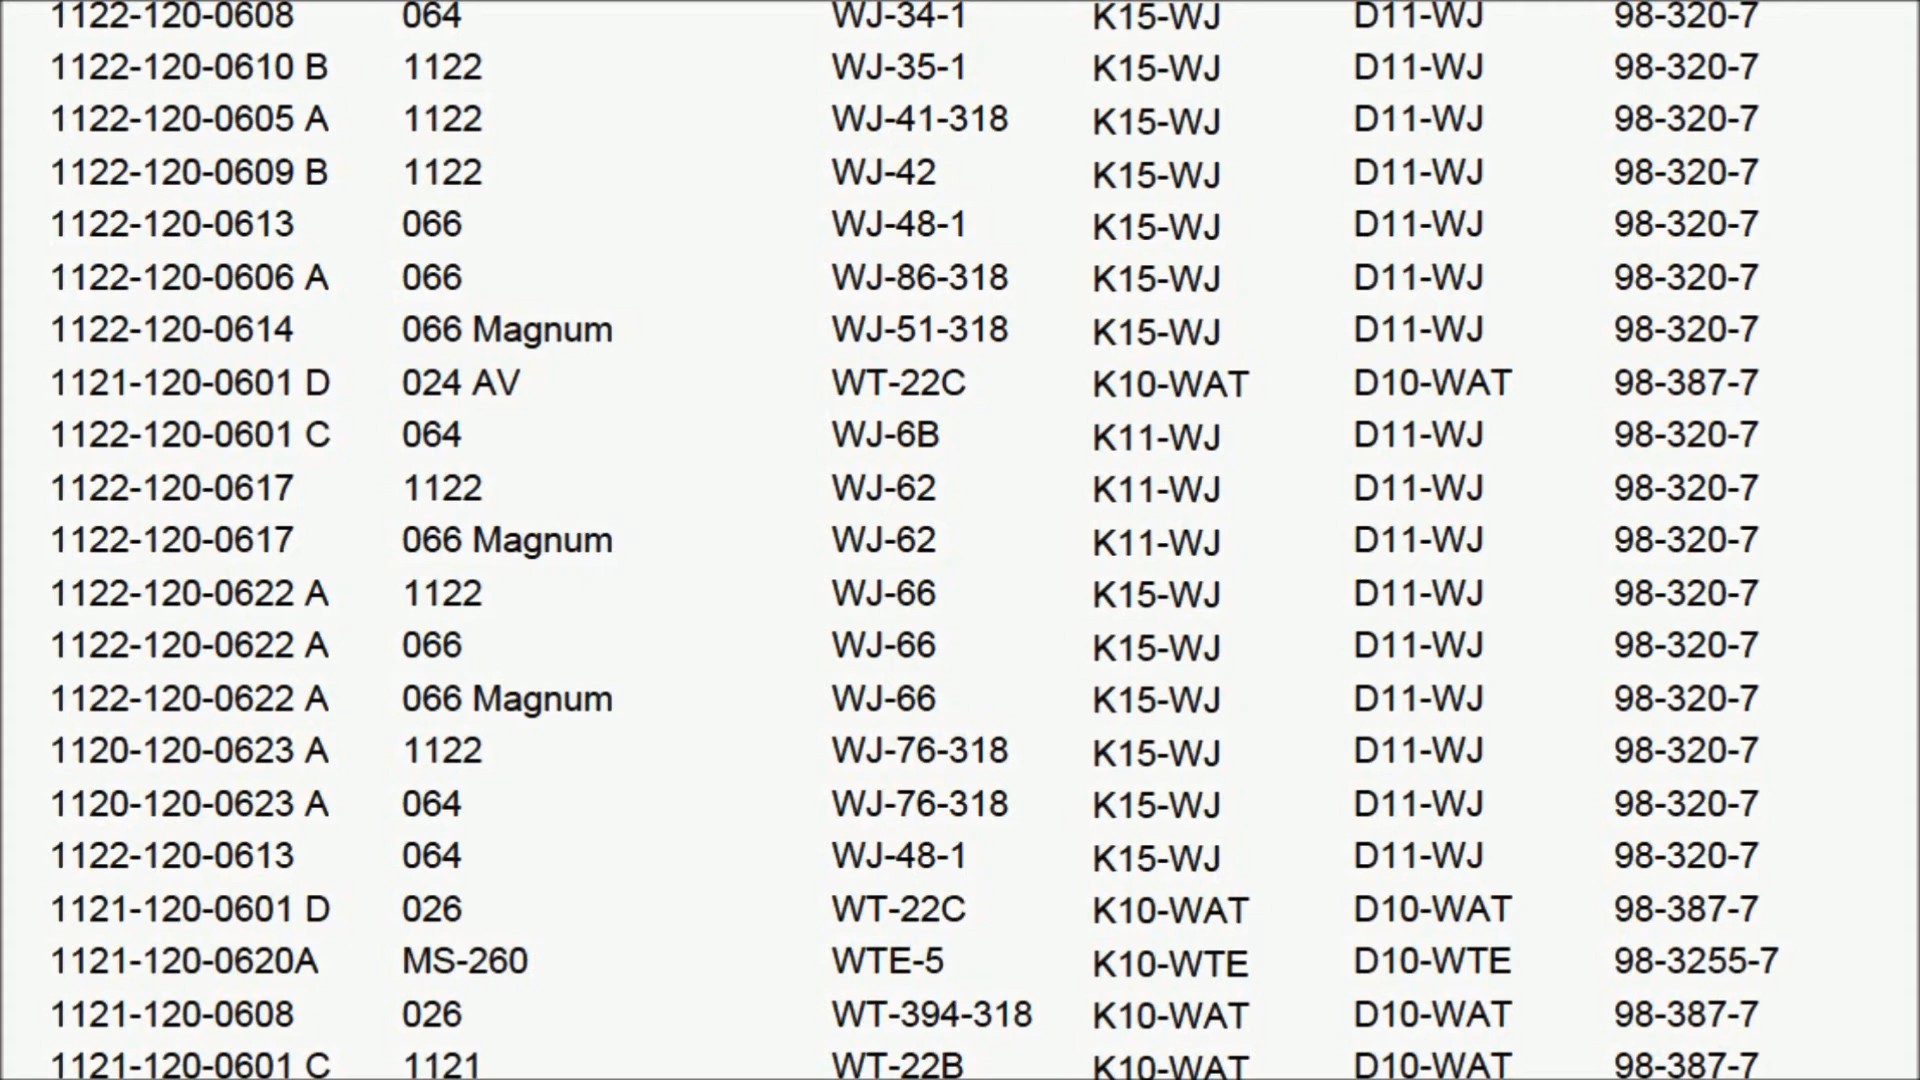 1122-120-0608 064 WJ-34-1 K15-WJ D11-WJ 98-320-7
1122-120-0610 B 1122 WJ-35-1 K15-WJ D11-WJ 98-320-7
1122-120-0605 A 1122 WJ-41-318 K15-WJ D11-WJ 98-320-7
1122-120-0609 B 1122 WJ-42 K15-WJ D11-WJ 98-320-7
1122-120-0613 066 WJ-48-1 K15-WJ D11-WJ 98-320-7
1122-120-0606 A 066 WJ-86-318 K15-WJ D11-WJ 98-320-7
1122-120-0614 066 Magnum WJ-51-318 K15-WJ D11-WJ 98-320-7
1121-120-0601 D 024 AV WT-22C K10-WAT D10-WAT 98-387-7
1122-120-0601 C 064 WJ-6B K11-WJ D11-WJ 98-320-7
1122-120-0617 1122 WJ-62 K11-WJ D11-WJ 98-320-7
1122-120-0617 066 Magnum WJ-62 K11-WJ D11-WJ 98-320-7
1122-120-0622 A 1122 WJ-66 K15-WJ D11-WJ 98-320-7
1122-120-0622 A 066 WJ-66 K15-WJ D11-WJ 98-320-7
1122-120-0622 A 066 Magnum WJ-66 K15-WJ D11-WJ 98-320-7
1120-120-0623 A 1122 WJ-76-318 K15-WJ D11-WJ 98-320-7
1120-120-0623 A 064 WJ-76-318 K15-WJ D11-WJ 98-320-7
1122-120-0613 064 WJ-48-1 K15-WJ D11-WJ 98-320-7
1121-120-0601 D 026 WT-22C K10-WAT D10-WAT 98-387-7
1121-120-0620A MS-260 WTE-5 K10-WTE D10-WTE 98-3255-7
1121-120-0608 026 WT-394-318 K10-WAT D10-WAT 98-387-7
1121-120-0601 C 1121 WT-22B K10-WAT D10-WAT 98-387-7